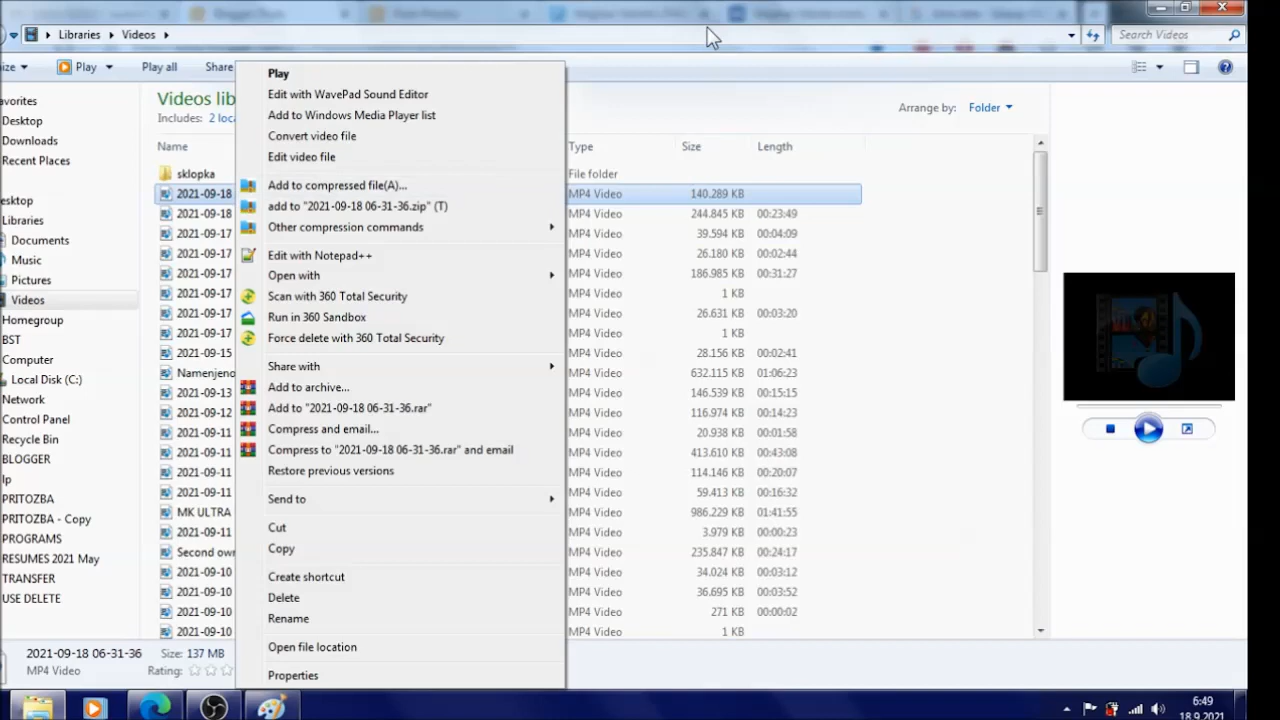 Libraries Videos
Search Videos
ize Play Play all Share
Videos lib
Includes: 2 loca
Arrange by: Folder
Name Type Size Length
avorites
Desktop
Downloads
Recent Places
esktop
Libraries
Documents
Music
Pictures
Videos
Homegroup
BST
Computer
Local Disk (C:)
Network
Control Panel
Recycle Bin
BLOGGER
lp
PRITOZBA
PRITOZBA - Copy
PROGRAMS
RESUMES 2021 May
TRANSFER
USE DELETE
sklopka File folder
2021-09-18 MP4 Video 140.289 KB
2021-09-18 MP4 Video 244.845 KB 00:23:49
2021-09-17 MP4 Video 39.594 KB 00:04:09
2021-09-17 MP4 Video 26.180 KB 00:02:44
2021-09-17 MP4 Video 186.985 KB 00:31:27
2021-09-17 MP4 Video 1 KB
2021-09-17 MP4 Video 26.631 KB 00:03:20
2021-09-17 MP4 Video 1 KB
2021-09-15 MP4 Video 28.156 KB 00:02:41
Namenjeno MP4 Video 632.115 KB 01:06:23
2021-09-13 MP4 Video 146.539 KB 00:15:15
2021-09-12 MP4 Video 116.974 KB 00:14:23
2021-09-11 MP4 Video 20.938 KB 00:01:58
2021-09-11 MP4 Video 413.610 KB 00:43:08
2021-09-11 MP4 Video 114.146 KB 00:20:07
2021-09-11 MP4 Video 59.413 KB 00:16:32
MK ULTRA MP4 Video 986.229 KB 01:41:55
2021-09-11 MP4 Video 3.979 KB 00:00:23
Second own MP4 Video 235.847 KB 00:24:17
2021-09-10 MP4 Video 34.024 KB 00:03:12
2021-09-10 MP4 Video 36.695 KB 00:03:52
2021-09-10 MP4 Video 271 KB 00:00:02
2021-09-10 MP4 Video 1 KB
Play
Edit with WavePad Sound Editor
Add to Windows Media Player list
Convert video file
Edit video file
Add to compressed file(A)...
add to "2021-09-18 06-31-36.zip" (T)
Other compression commands
Edit with Notepad++
Open with
Scan with 360 Total Security
Run in 360 Sandbox
Force delete with 360 Total Security
Share with
Add to archive...
Add to "2021-09-18 06-31-36.rar"
Compress and email...
Compress to "2021-09-18 06-31-36.rar" and email
Restore previous versions
Send to
Cut
Copy
Create shortcut
Delete
Rename
Open file location
Properties
2021-09-18 06-31-36 Size: 137 MB
MP4 Video Rating:
6:49
18.9.2021